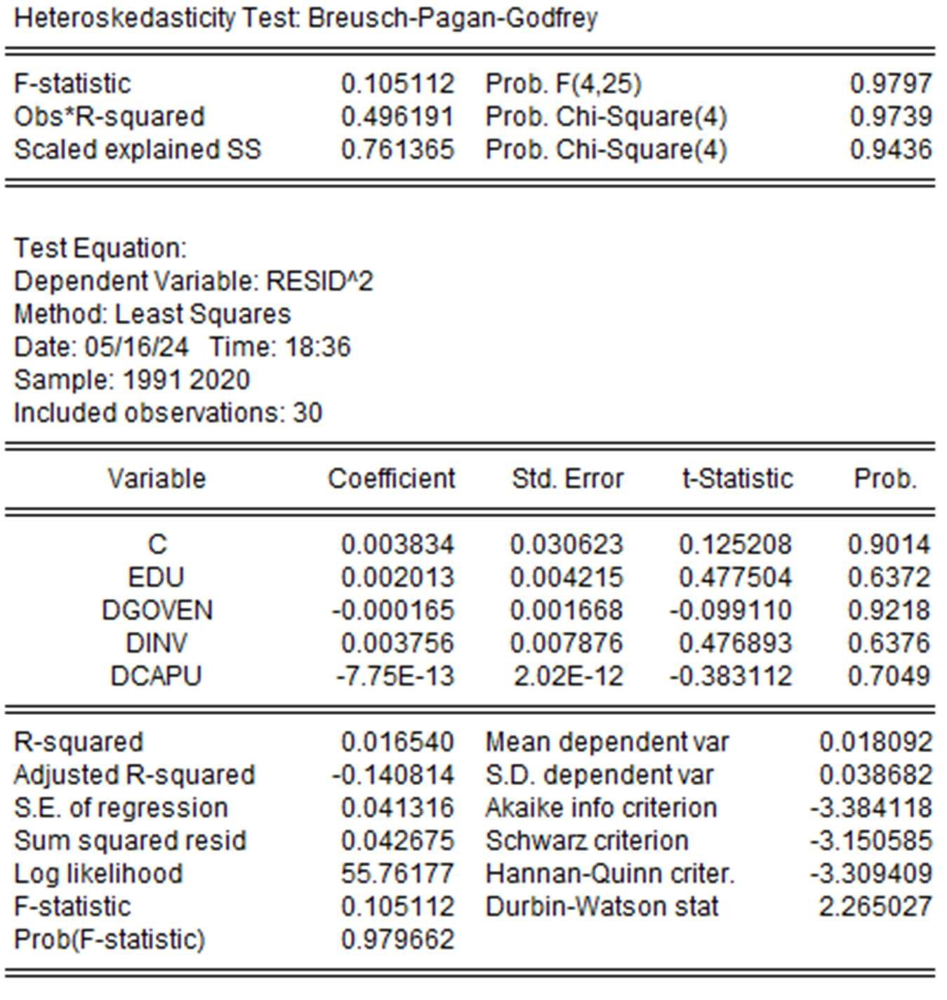 Heteroskedasticity Test: Breusch-Pagan-Godfrey
F-statistic 0.105112 Prob. F(4,25) 0.9797
Obs*R-squared 0.496191 Prob. Chi-Square(4) 0.9739
Scaled explained SS 0.761365 Prob. Chi-Square(4) 0.9436
Test Equation:
Dependent Variable: RESID^2
Method: Least Squares
Date: 05/16/24 Time: 18:36
Sample: 1991 2020
Included observations: 30
Variable Coefficient Std. Error t-Statistic Prob.
C 0.003834 0.030623 0.125208 0.9014
EDU 0.002013 0.004215 0.477504 0.6372
DGOVEN -0.000165 0.001668 -0.099110 0.9218
DINV 0.003756 0.007876 0.476893 0.6376
DCAPU -7.75E-13 2.02E-12 -0.383112 0.7049
R-squared 0.016540 Mean dependent var 0.018092
Adjusted R-squared -0.140814 S.D. dependent var 0.038682
S.E. of regression 0.041316 Akaike info criterion -3.384118
Sum squared resid 0.042675 Schwarz criterion -3.150585
Log likelihood 55.76177 Hannan-Quinn criter. -3.309409
F-statistic 0.105112 Durbin-Watson stat 2.265027
Prob(F-statistic) 0.979662